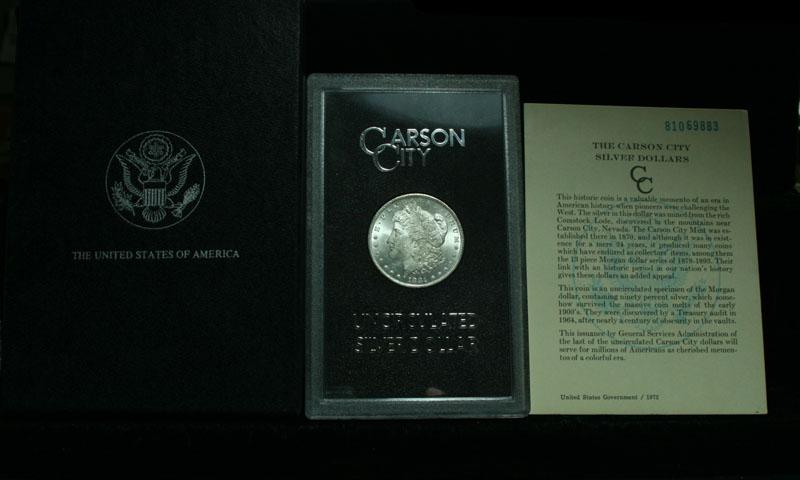 THE UNITED STATES OF AMERICA
CARSON
CITY
1881
UNCIRCULATED
SILVER DOLLAR
81069883
THE CARSON CITY
SILVER DOLLARS
CC
This historic coin is a valuable memento of an era in
American history when pioneers were challenging the
West. The silver in this dollar was mined from the rich
Comstock Lode, discovered in the mountains near
Carson City, Nevada. The Carson City Mint was es-
tablished there in 1870, and although it was in exist-
ence for a mere 24 years, it produced many coins
which have endured as collectors' items, among them
the 13 piece Morgan dollar series of 1878-1893. Their
link with an historic period in our nation's history
gives these dollars an added appeal.
This coin is an uncirculated specimen of the Morgan
dollar, containing ninety percent silver, which some-
how survived the massive coin melts of the early
1900's. They were discovered by a Treasury audit in
1964, after nearly a century of obscurity in the vaults.
This issuance by General Services Administration of
the last of the uncirculated Carson City dollars will
serve for millions of Americans as cherished memen-
tos of a colorful era.
United States Government / 1972